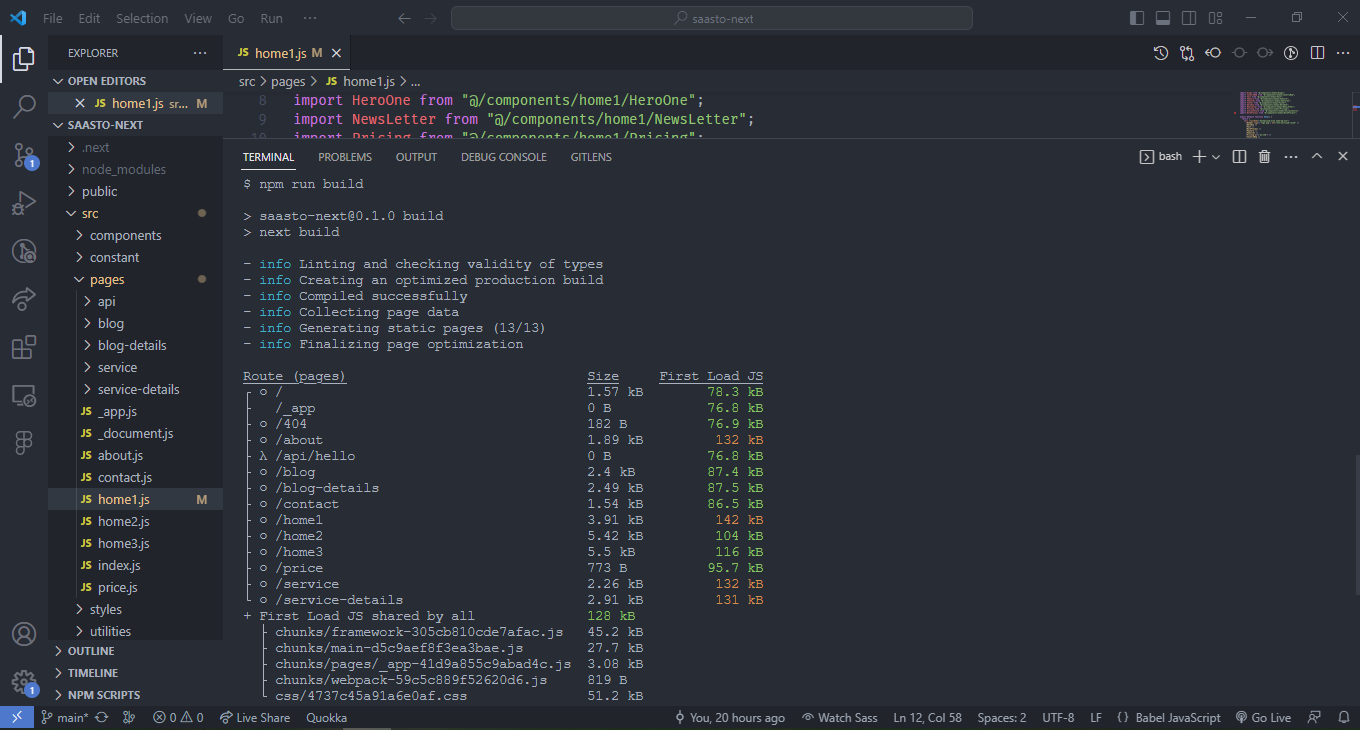 File Edit Selection View Go Run ···
saasto-next
EXPLORER ···
JS home1.js M
OPEN EDITORS
JS home1.js sr... M
SAASTO-NEXT
.next
node_modules
public
src
components
constant
pages
api
blog
blog-details
service
service-details
JS _app.js
JS _document.js
JS about.js
JS contact.js
JS home1.js M
JS home2.js
JS home3.js
JS index.js
JS price.js
styles
utilities
OUTLINE
TIMELINE
NPM SCRIPTS
1
1
src > pages > JS home1.js > ...
8 import HeroOne from "@/components/home1/HeroOne";
9 import NewsLetter from "@/components/home1/NewsLetter";
10 import Pricing from "@/components/home1/Pricing";
TERMINAL PROBLEMS OUTPUT DEBUG CONSOLE GITLENS
bash
$ npm run build
> saasto-next@0.1.0 build
> next build
- info Linting and checking validity of types
- info Creating an optimized production build
- info Compiled successfully
- info Collecting page data
- info Generating static pages (13/13)
- info Finalizing page optimization
Route (pages) Size First Load JS
┌ ○ / 1.57 kB 78.3 kB
├   /_app 0 B 76.8 kB
├ ○ /404 182 B 76.9 kB
├ ○ /about 1.89 kB 132 kB
├ λ /api/hello 0 B 76.8 kB
├ ○ /blog 2.4 kB 87.4 kB
├ ○ /blog-details 2.49 kB 87.5 kB
├ ○ /contact 1.54 kB 86.5 kB
├ ○ /home1 3.91 kB 142 kB
├ ○ /home2 5.42 kB 104 kB
├ ○ /home3 5.5 kB 116 kB
├ ○ /price 773 B 95.7 kB
├ ○ /service 2.26 kB 132 kB
└ ○ /service-details 2.91 kB 131 kB
+ First Load JS shared by all 128 kB
├ chunks/framework-305cb810cde7afac.js 45.2 kB
├ chunks/main-d5c9aef8f3ea3bae.js 27.7 kB
├ chunks/pages/_app-41d9a855c9abad4c.js 3.08 kB
├ chunks/webpack-59c5c889f52620d6.js 819 B
└ css/4737c45a91a6e0af.css 51.2 kB
main* 0 0 Live Share Quokka You, 20 hours ago Watch Sass Ln 12, Col 58 Spaces: 2 UTF-8 LF {} Babel JavaScript Go Live